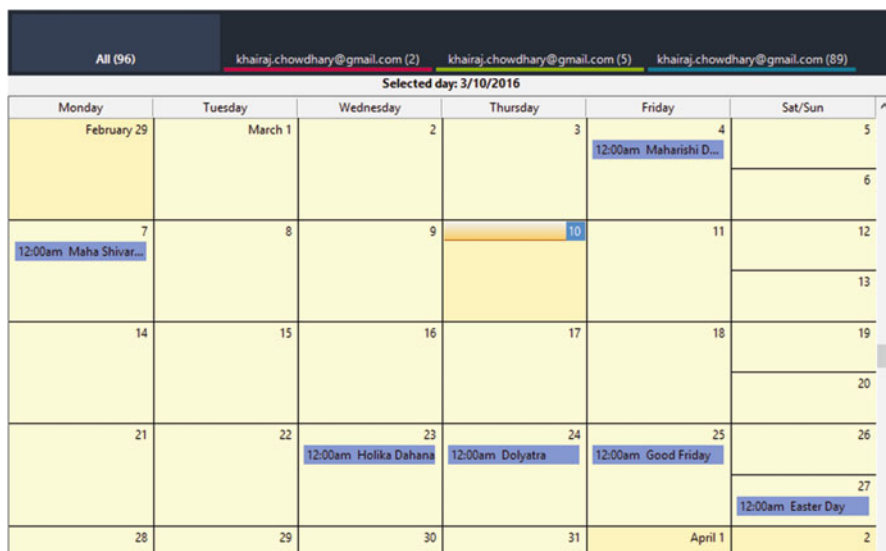 All (96) khairaj.chowdhary@gmail.com (2) khairaj.chowdhary@gmail.com (5) khairaj.chowdhary@gmail.com (89)
Selected day: 3/10/2016
Monday Tuesday Wednesday Thursday Friday Sat/Sun
February 29 March 1 2 3 4 5
12:00am Maharishi D...
6
7 8 9 10 11 12
12:00am Maha Shivar...
13
14 15 16 17 18 19
20
21 22 23 24 25 26
12:00am Holika Dahana 12:00am Dolyatra 12:00am Good Friday
27
12:00am Easter Day
28 29 30 31 April 1 2